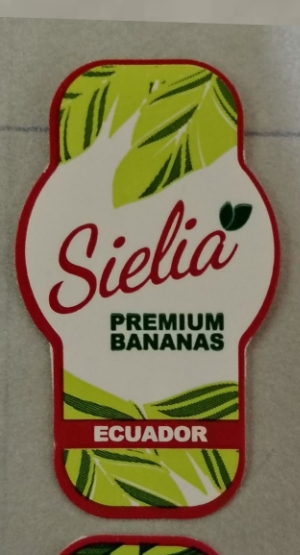 Sielia
PREMIUM
BANANAS
ECUADOR